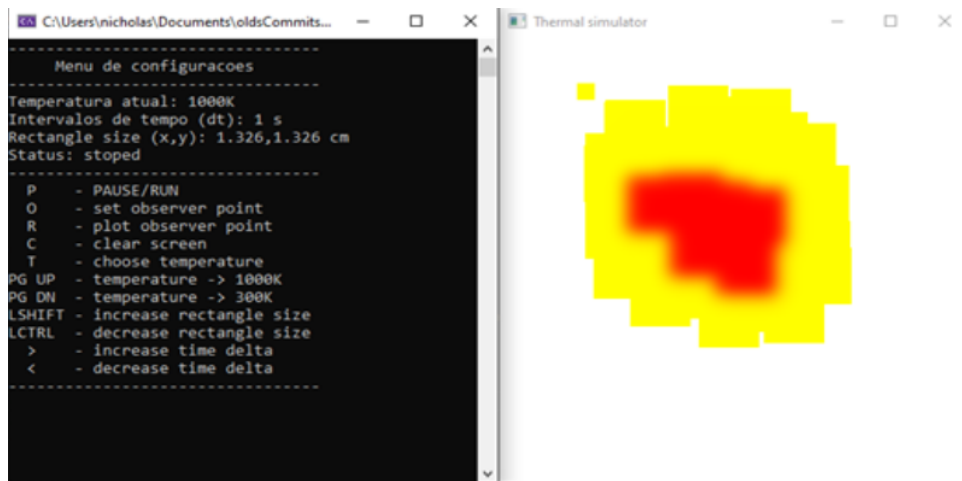 C:\Users\nicholas\Documents\oldsCommits...
Thermal simulator
---------------------------------
Menu de configuracoes
---------------------------------
Temperatura atual: 1000K
Intervalos de tempo (dt): 1 s
Rectangle size (x,y): 1.326,1.326 cm
Status: stoped
---------------------------------
P - PAUSE/RUN
O - set observer point
R - plot observer point
C - clear screen
T - choose temperature
PG UP - temperature -> 1000K
PG DN - temperature -> 300K
LSHIFT - increase rectangle size
LCTRL - decrease rectangle size
> - increase time delta
< - decrease time delta
---------------------------------